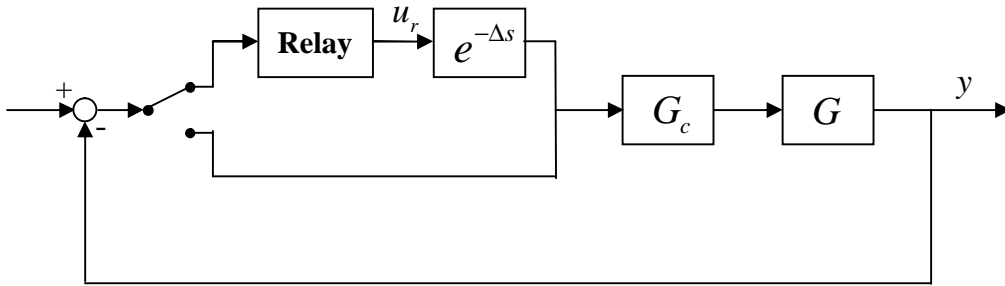 u_r
Relay
e^{-Δs}
y
+
-
G_c
G